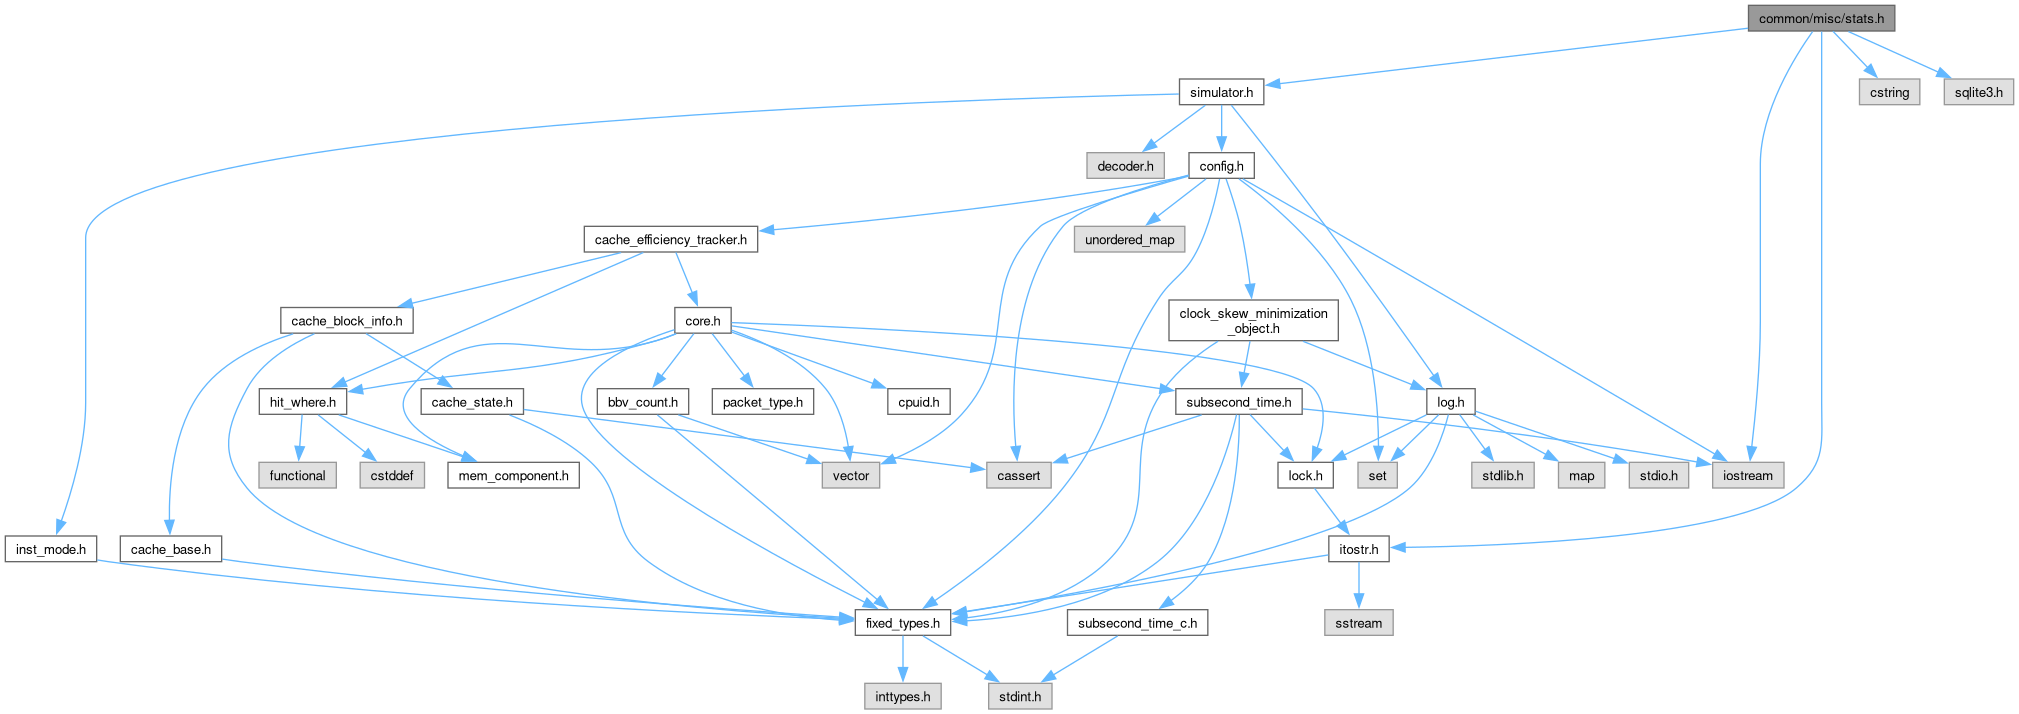 common/misc/stats.h
simulator.h
cstring
sqlite3.h
decoder.h
config.h
cache_efficiency_tracker.h
unordered_map
cache_block_info.h
core.h
clock_skew_minimization
_object.h
hit_where.h
cache_state.h
bbv_count.h
packet_type.h
cpuid.h
subsecond_time.h
log.h
functional
cstddef
mem_component.h
vector
cassert
lock.h
set
stdlib.h
map
stdio.h
iostream
inst_mode.h
cache_base.h
itostr.h
fixed_types.h
subsecond_time_c.h
sstream
inttypes.h
stdint.h